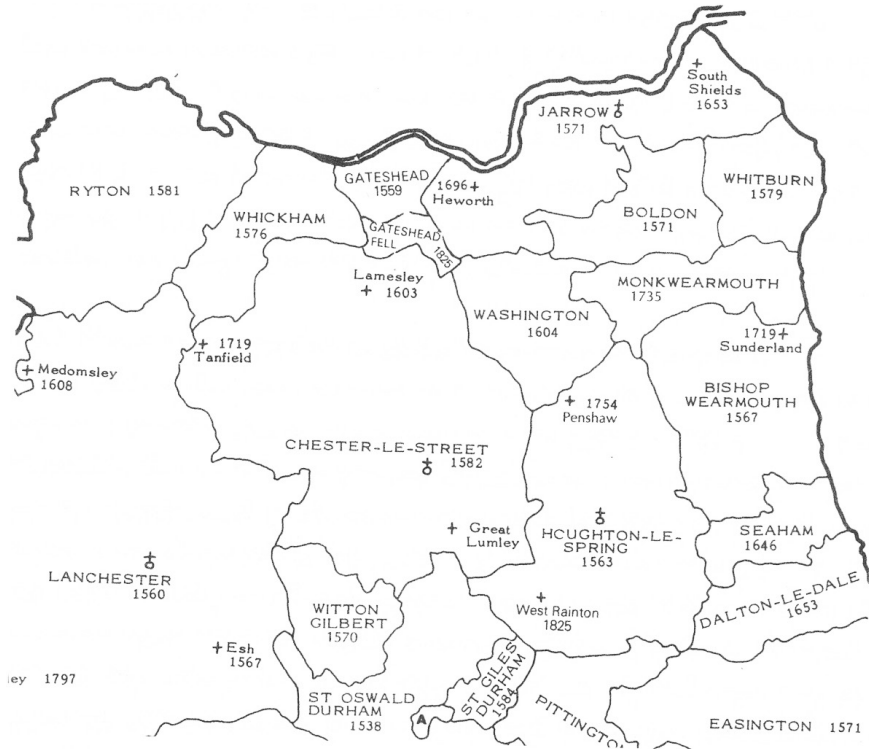 South
Shields
1653
JARROW
1571
GATESHEAD
1559
1696
Heworth
RYTON 1581
WHITBURN
1579
WHICKHAM
1576
BOLDON
1571
GATESHEAD
FELL
1825
Lamesley
1603
MONKWEARMOUTH
1735
WASHINGTON
1604
1719
Tanfield
1719
Sunderland
Medomsley
1608
BISHOP
WEARMOUTH
1567
1754
Penshaw
CHESTER-LE-STREET
1582
Great
Lumley
HOUGHTON-LE-
SPRING
1563
SEAHAM
1646
LANCHESTER
1560
DALTON-LE-DALE
1653
WITTON
GILBERT
1570
West Rainton
1825
Esh
1567
ley 1797
ST GILES
DURHAM
1584
ST OSWALD
DURHAM
1538
A
PITTINGTON
EASINGTON 1571